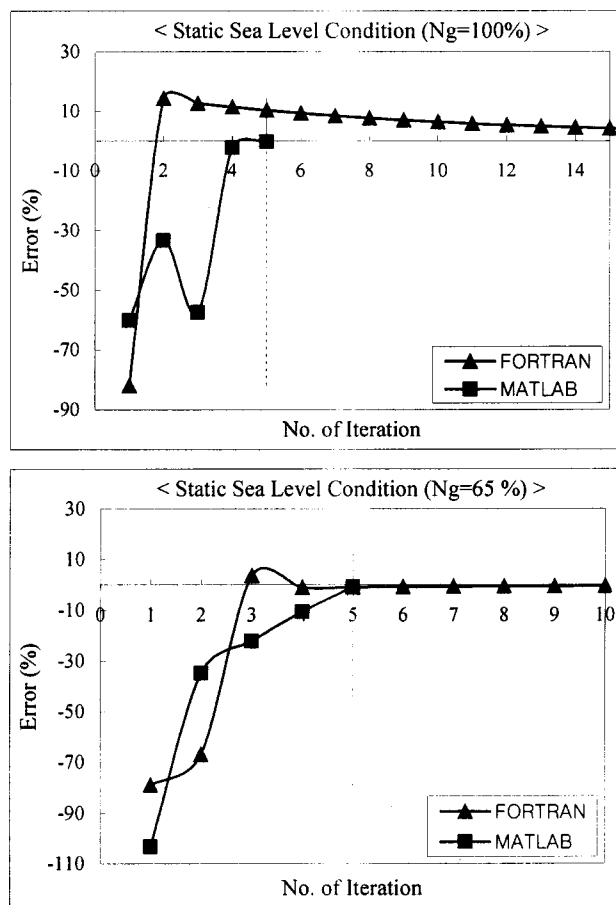 < Static Sea Level Condition (Ng=100%) >
30
10
-10
-30
-50
-70
-90
Error (%)
0 2 4 6 8 10 12 14
FORTRAN
MATLAB
No. of Iteration
< Static Sea Level Condition (Ng=65 %) >
30
10
-10
-30
-50
-70
-90
-110
Error (%)
0 1 2 3 4 5 6 7 8 9 10
FORTRAN
MATLAB
No. of Iteration